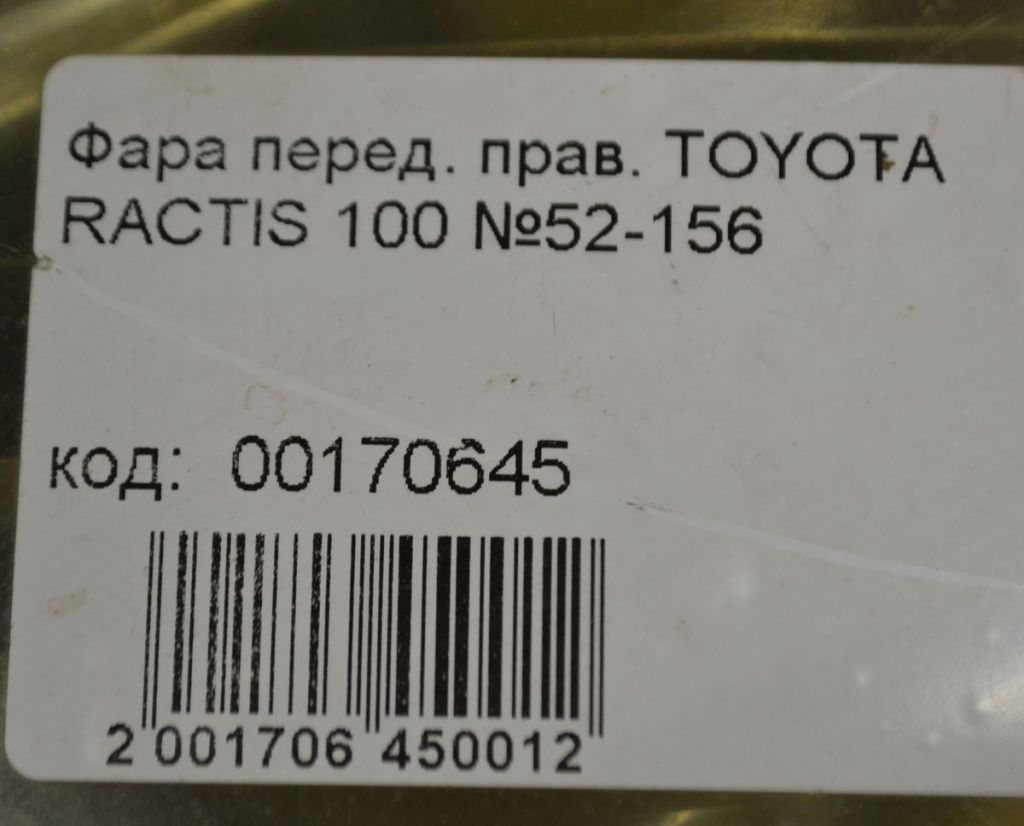 Фара перед. прав. TOYOTA
RACTIS 100 №52-156
код: 00170645
2 001706 450012